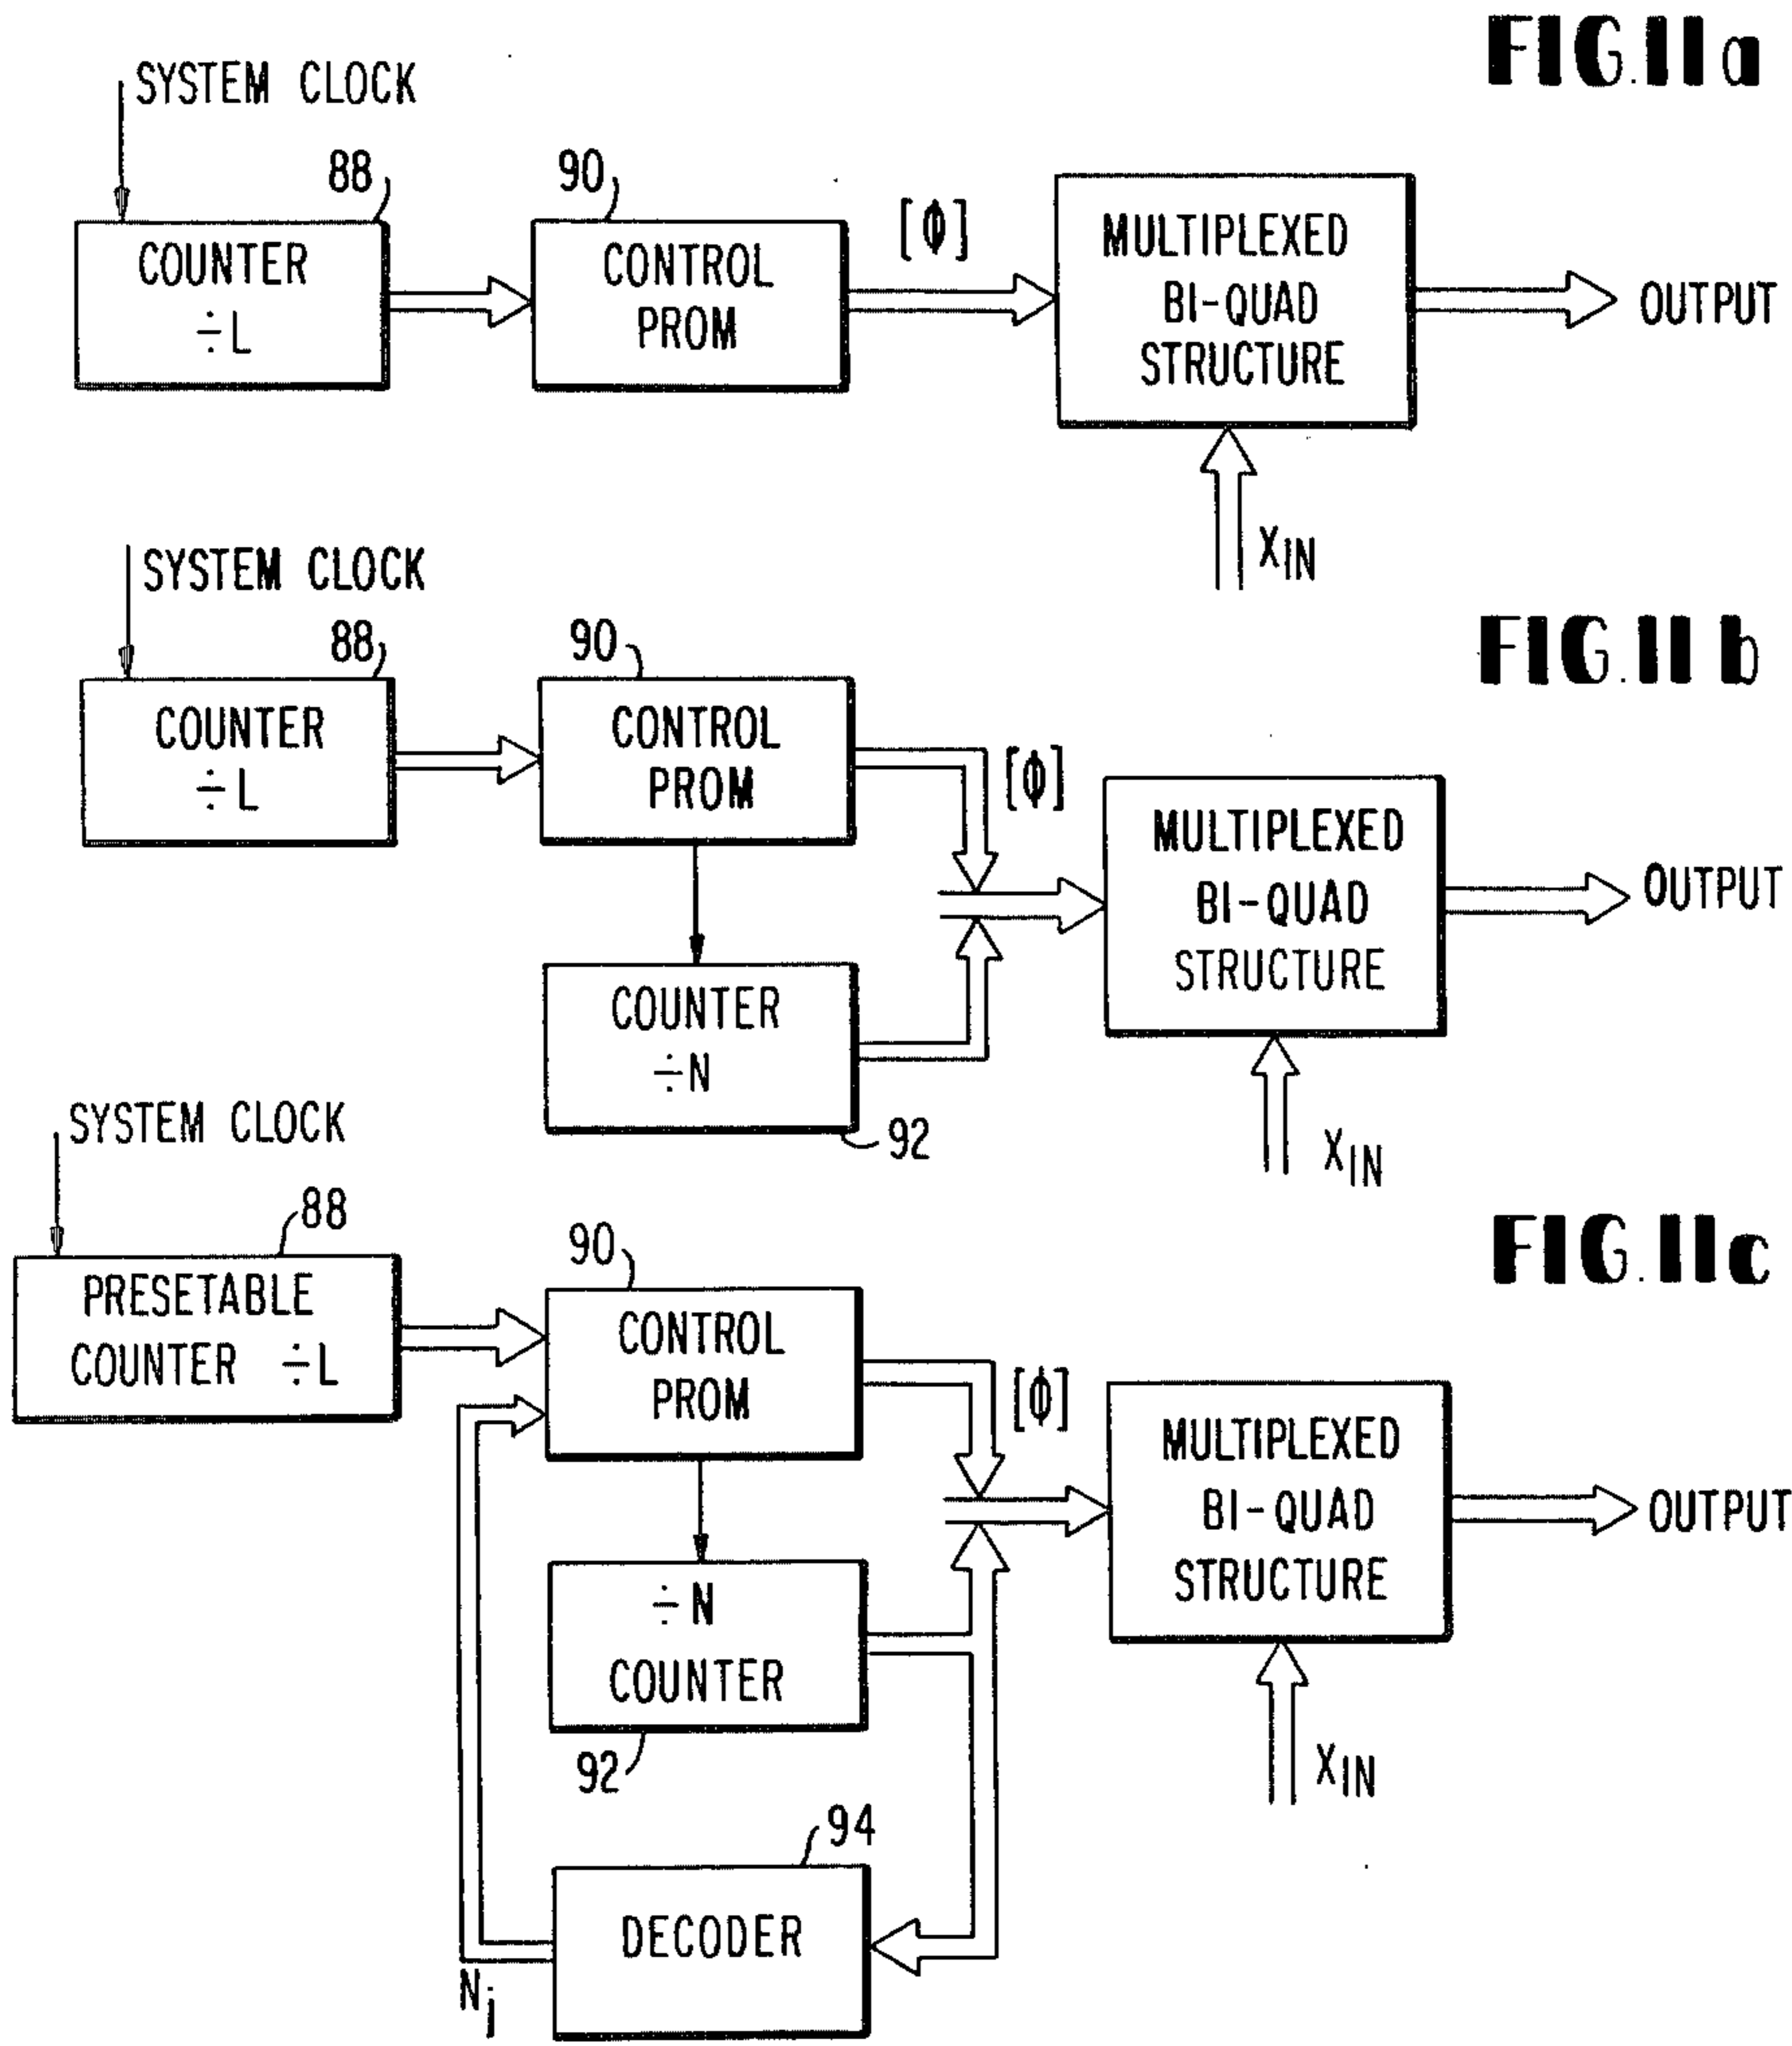 FIG. 11a
SYSTEM CLOCK
88
90
COUNTER
÷L
CONTROL
PROM
[Φ]
MULTIPLEXED
BI-QUAD
STRUCTURE
OUTPUT
XIN
FIG. 11b
SYSTEM CLOCK
88
90
COUNTER
÷L
CONTROL
PROM
[Φ]
MULTIPLEXED
BI-QUAD
STRUCTURE
OUTPUT
COUNTER
÷N
92
XIN
FIG. 11c
SYSTEM CLOCK
88
90
PRESETABLE
COUNTER ÷L
CONTROL
PROM
[Φ]
MULTIPLEXED
BI-QUAD
STRUCTURE
OUTPUT
÷N
COUNTER
92
XIN
94
DECODER
Nj